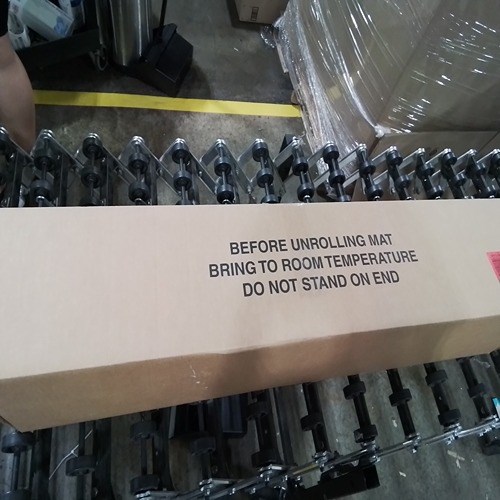 BEFORE UNROLLING MAT
BRING TO ROOM TEMPERATURE
DO NOT STAND ON END